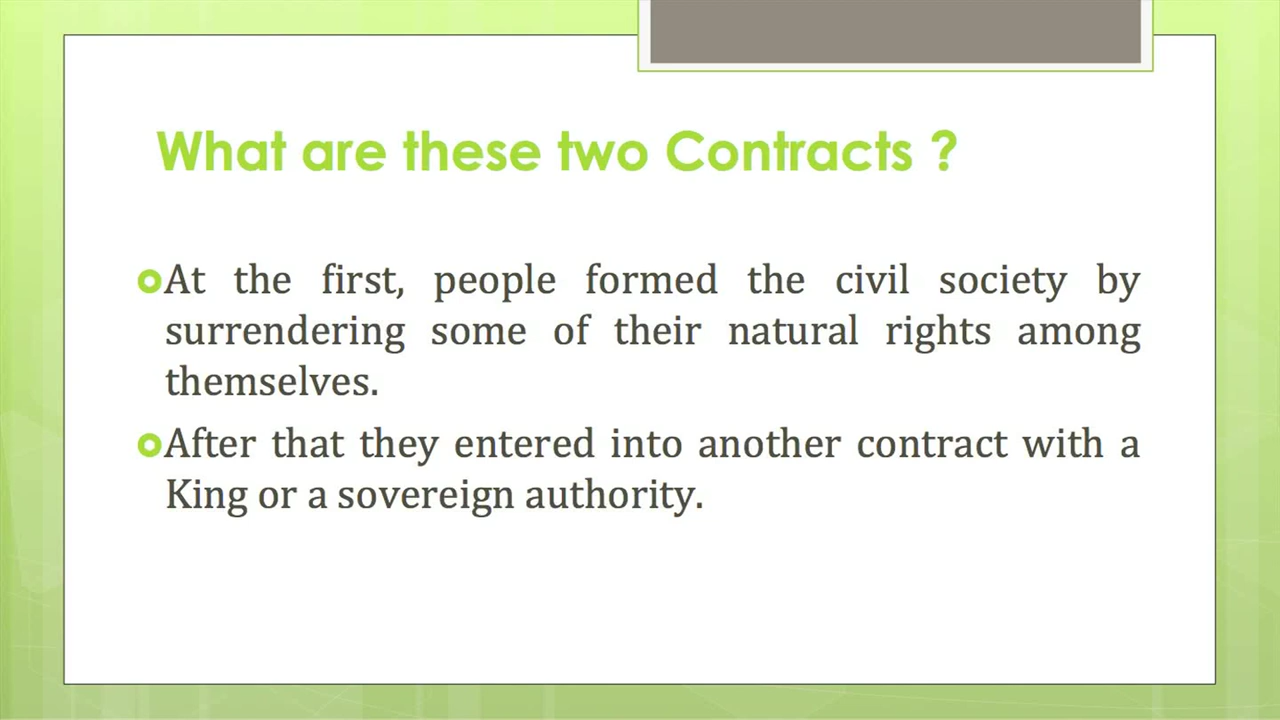 What are these two Contracts ?
At the first, people formed the civil society by
surrendering some of their natural rights among
themselves.
After that they entered into another contract with a
King or a sovereign authority.